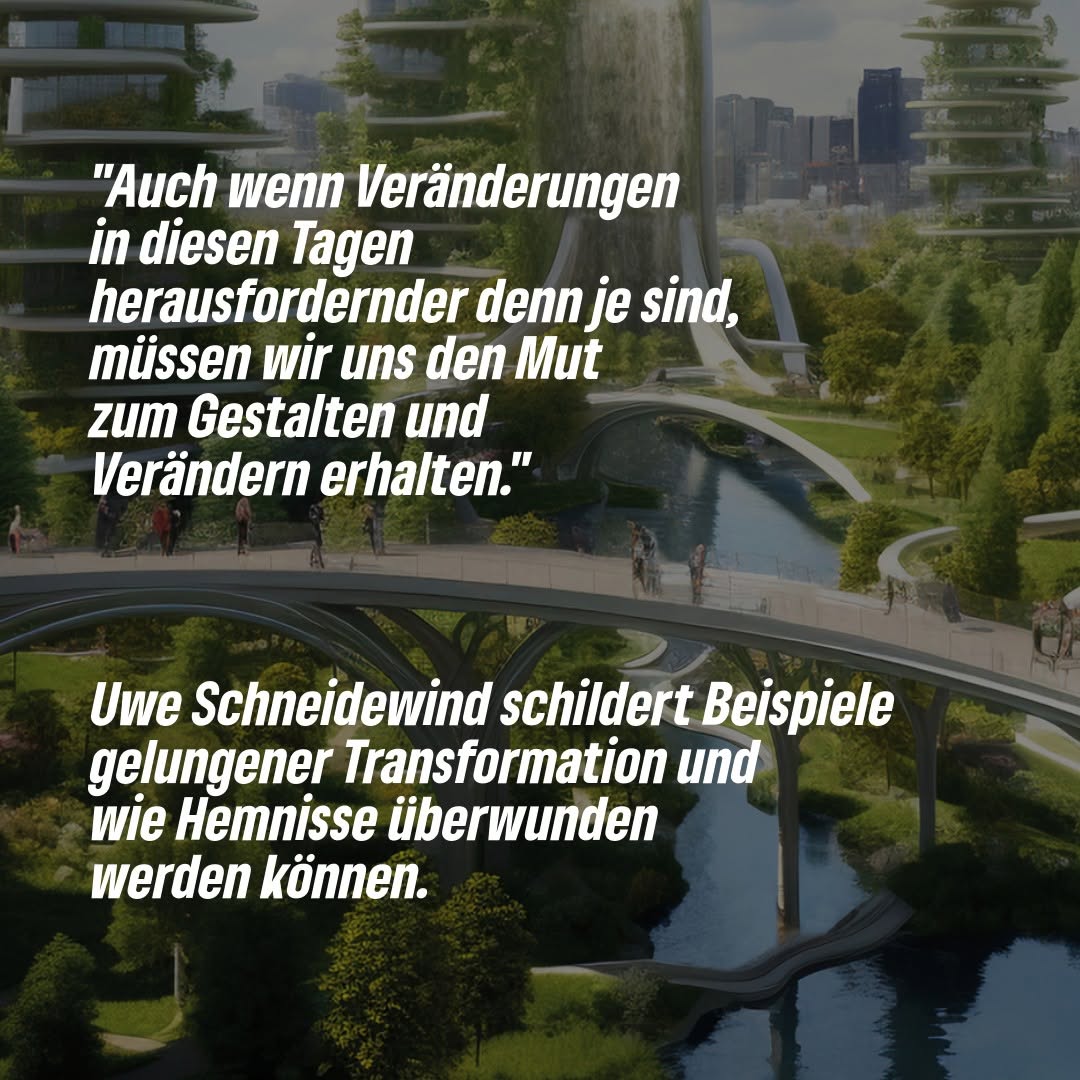 "Auch wenn Veränderungen
in diesen Tagen
herausfordernder denn je sind,
müssen wir uns den Mut
zum Gestalten und
Verändern erhalten."
Uwe Schneidewind schildert Beispiele
gelungener Transformation und
wie Hemnisse überwunden
werden können.